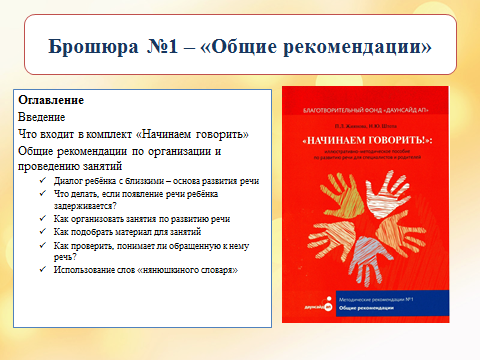 Брошюра №1 – «Общие рекомендации»
Оглавление
Введение
Что входит в комплект «Начинаем говорить»
Общие рекомендации по организации и
проведению занятий
✓ Диалог ребёнка с близкими – основа развития речи
✓ Что делать, если появление речи ребёнка
задерживается?
✓ Как организовать занятия по развитию речи
✓ Как подобрать материал для занятий
✓ Как проверить, понимает ли обращенную к нему
речь?
✓ Использование слов «нянюшкиного словаря»
БЛАГОТВОРИТЕЛЬНЫЙ ФОНД «ДАУНСАЙД АП»
П.Л. Жиянова, Н.Ю.
«НАЧИНАЕМ ГОВОРИТЬ!»:
методическое пособие
по развитию речи для специалистов и родителей
даунсайд ап
Методические рекомендации №1
Общие рекомендации